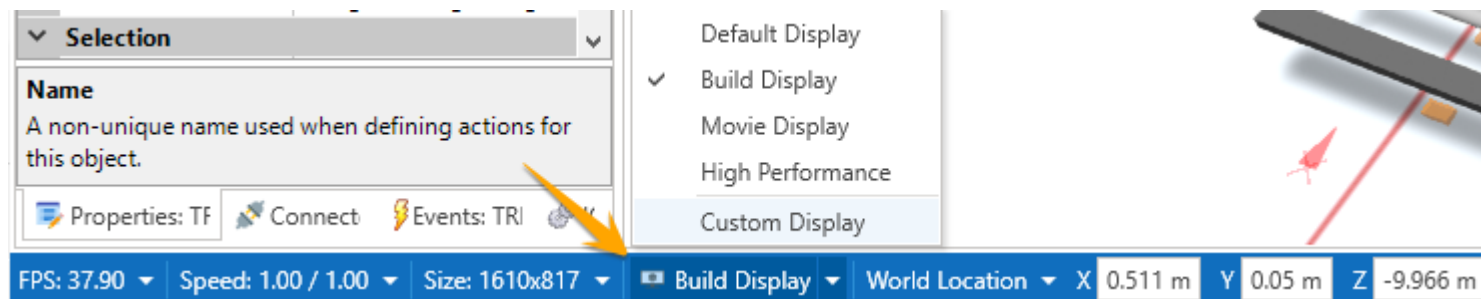 Selection
Name
A non-unique name used when defining actions for
this object.
Properties: TF
Connect
Events: TRI
Default Display
Build Display
Movie Display
High Performance
Custom Display
FPS: 37.90 Speed: 1.00 / 1.00 Size: 1610x817 Build Display World Location X 0.511 m Y 0.05 m Z -9.966 m